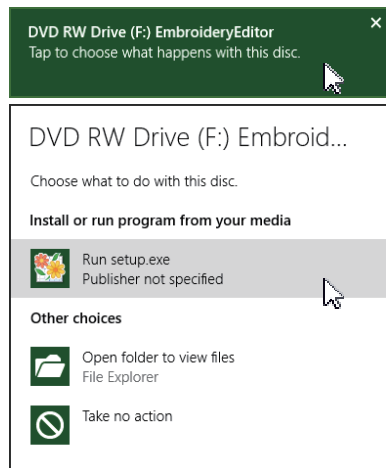 DVD RW Drive (F:) EmbroideryEditor
Tap to choose what happens with this disc.
DVD RW Drive (F:) Embroid...
Choose what to do with this disc.
Install or run program from your media
Run setup.exe
Publisher not specified
Other choices
Open folder to view files
File Explorer
Take no action